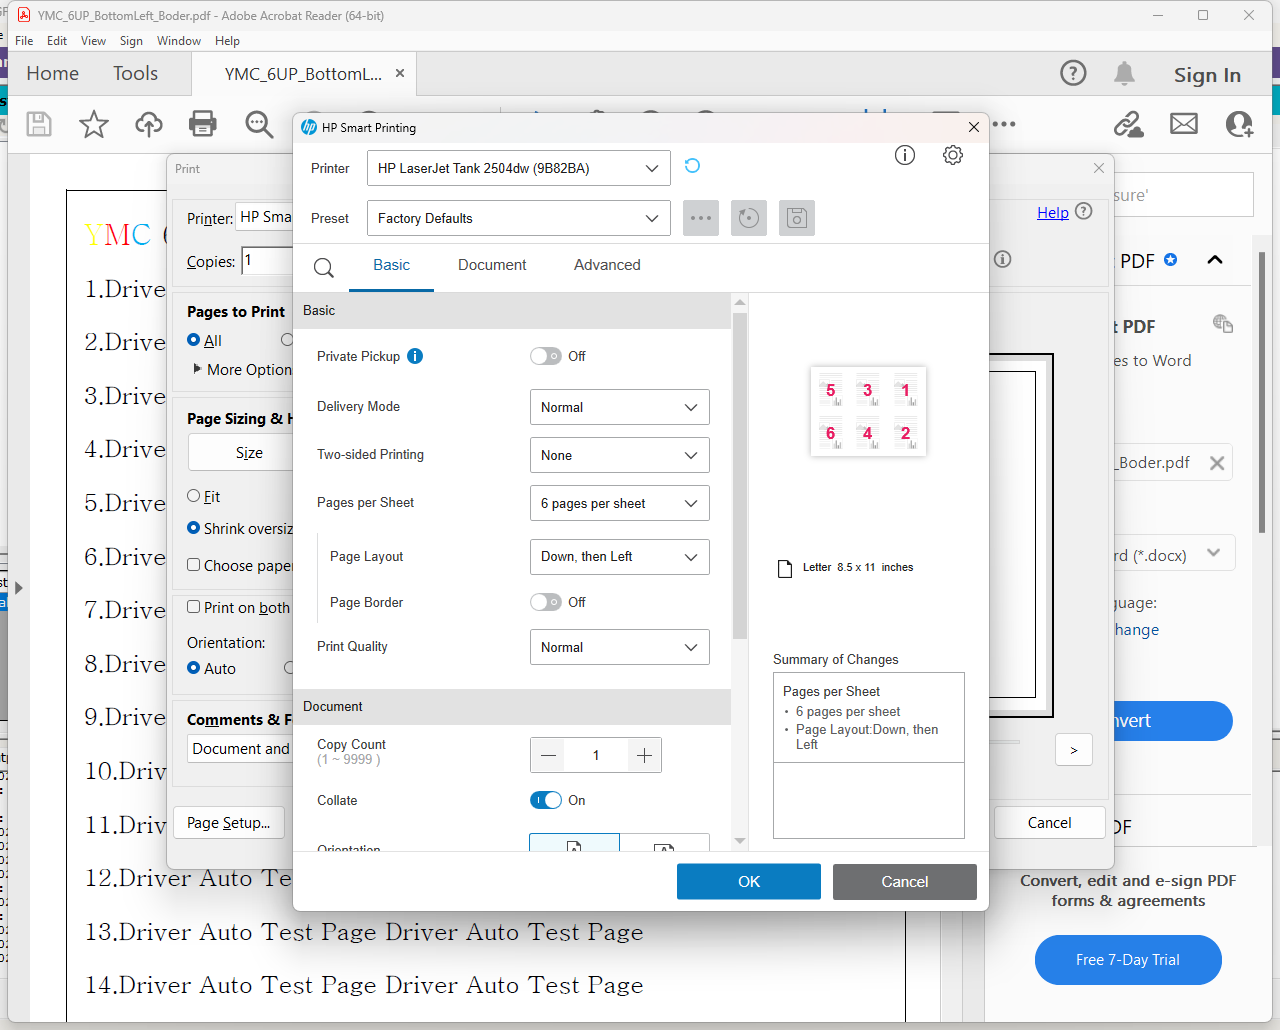 YMC_6UP_BottomLeft_Boder.pdf - Adobe Acrobat Reader (64-bit)
File Edit View Sign Window Help
Home Tools YMC_6UP_BottomL... Sign In
HP Smart Printing
Print
Printer HP LaserJet Tank 2504dw (9B82BA)
Preset Factory Defaults
Basic Document Advanced
Basic
Private Pickup Off
Delivery Mode Normal
Two-sided Printing None
Pages per Sheet 6 pages per sheet
Page Layout Down, then Left
Page Border Off
Print Quality Normal
Document
Copy Count 1
(1 ~ 9999 )
Collate On
Orientation
5 3 1
6 4 2
Letter 8.5 x 11 inches
Summary of Changes
Pages per Sheet
• 6 pages per sheet
• Page Layout:Down, then
Left
OK Cancel
Printer: HP Sma
Copies: 1
Pages to Print
All
More Option
Page Sizing & H
Size
Fit
Shrink oversiz
Choose pape
Print on both
Orientation:
Auto
Comments & F
Document and
Page Setup...
Help
>
Cancel
YMC 6
1.Drive
2.Drive
3.Drive
4.Drive
5.Drive
6.Drive
7.Drive
8.Drive
9.Drive
10.Driv
11.Driv
12.Driver Auto Te
13.Driver Auto Test Page Driver Auto Test Page
14.Driver Auto Test Page Driver Auto Test Page
sure'
PDF
t PDF
es to Word
_Boder.pdf
rd (*.docx)
guage:
hange
nvert
DF
Convert, edit and e-sign PDF
forms & agreements
Free 7-Day Trial